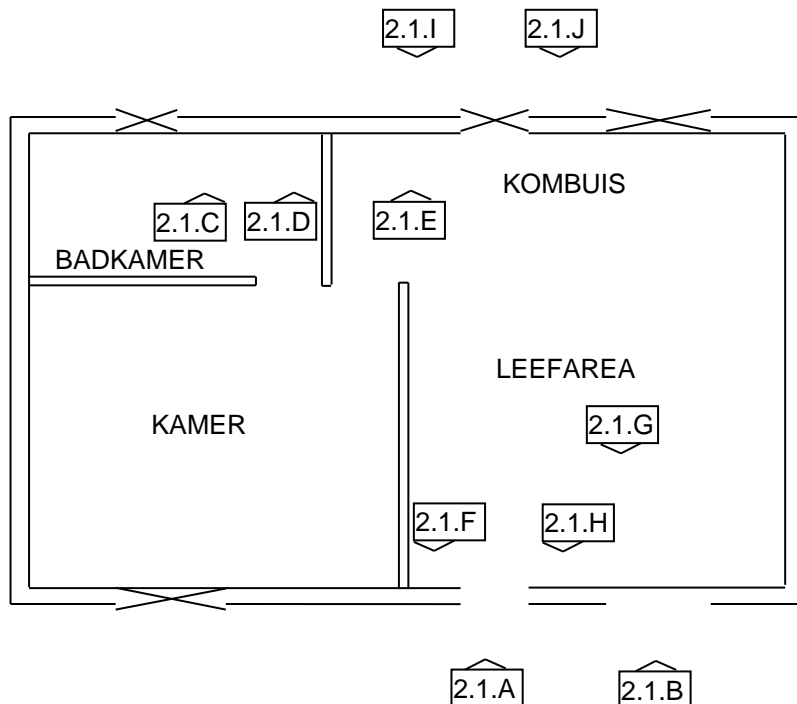 2.1.I 2.1.J
KOMBUIS
2.1.C 2.1.D 2.1.E
BADKAMER
LEEFAREA
KAMER 2.1.G
2.1.F 2.1.H
2.1.A 2.1.B